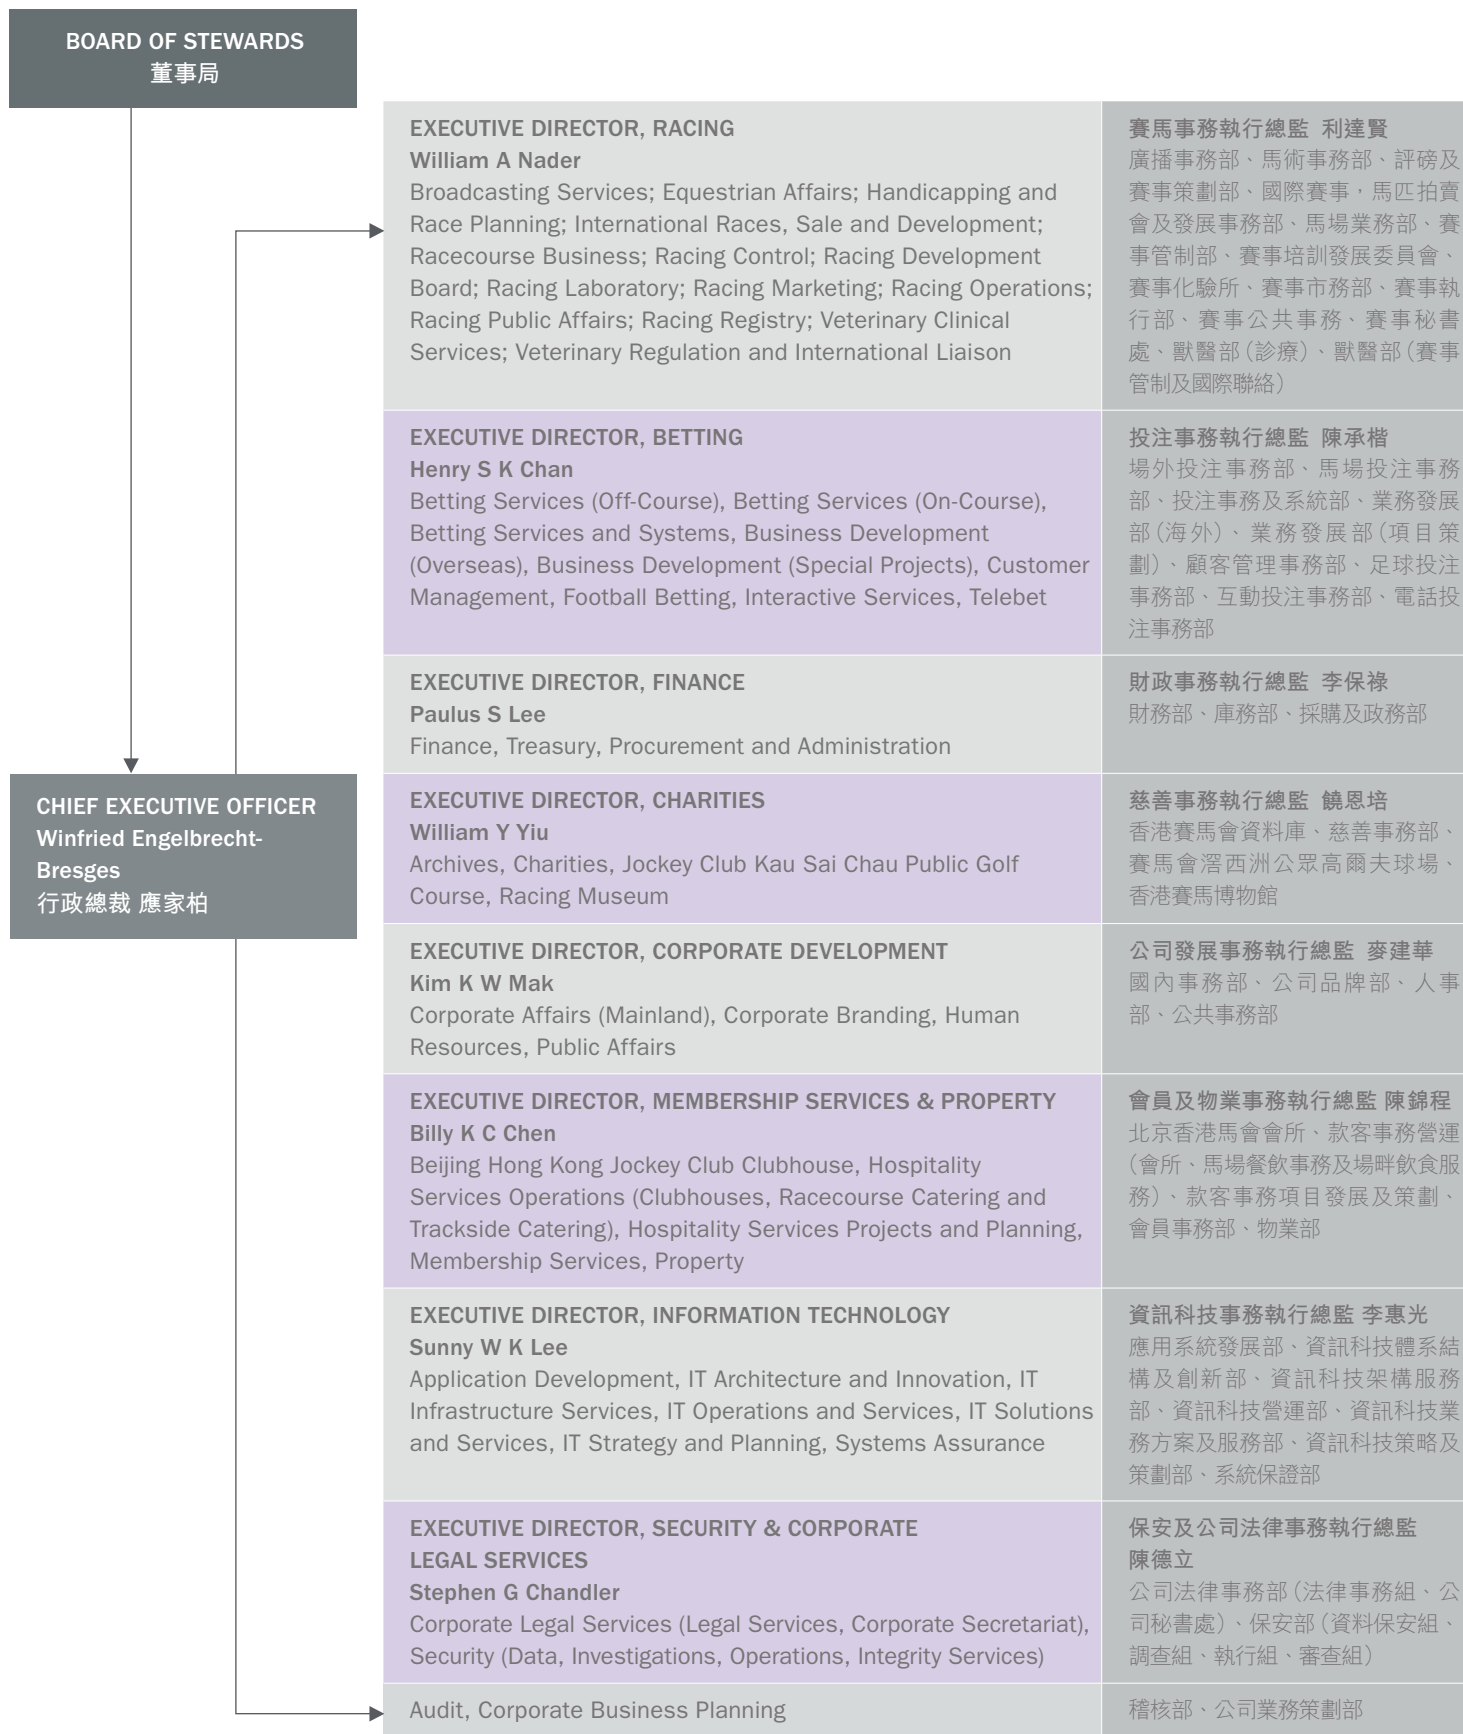 BOARD OF STEWARDS
董事局
EXECUTIVE DIRECTOR, RACING
William A Nader
Broadcasting Services; Equestrian Affairs; Handicapping and
Race Planning; International Races, Sale and Development;
Racecourse Business; Racing Control; Racing Development
Board; Racing Laboratory; Racing Marketing; Racing Operations;
Racing Public Affairs; Racing Registry; Veterinary Clinical
Services; Veterinary Regulation and International Liaison
賽馬事務執行總監 利達賢
廣播事務部、馬術事務部、評磅及
賽事策劃部、國際賽事，馬匹拍賣
會及發展事務部、馬場業務部、賽
事管制部、賽事培訓發展委員會、
賽事化驗所、賽事市務部、賽事執
行部、賽事公共事務、賽事秘書
處、獸醫部（診療）、獸醫部（賽事
管制及國際聯絡）
EXECUTIVE DIRECTOR, BETTING
Henry S K Chan
Betting Services (Off-Course), Betting Services (On-Course),
Betting Services and Systems, Business Development
(Overseas), Business Development (Special Projects), Customer
Management, Football Betting, Interactive Services, Telebet
投注事務執行總監 陳承楷
場外投注事務部、馬場投注事務
部、投注事務及系統部、業務發展
部（海外）、業務發展部（項目策
劃）、顧客管理事務部、足球投注
事務部、互動投注事務部、電話投
注事務部
EXECUTIVE DIRECTOR, FINANCE
Paulus S Lee
Finance, Treasury, Procurement and Administration
財政事務執行總監 李保祿
財務部、庫務部、採購及政務部
CHIEF EXECUTIVE OFFICER
Winfried Engelbrecht-
Bresges
行政總裁 應家柏
EXECUTIVE DIRECTOR, CHARITIES
William Y Yiu
Archives, Charities, Jockey Club Kau Sai Chau Public Golf
Course, Racing Museum
慈善事務執行總監 饒恩培
香港賽馬會資料庫、慈善事務部、
賽馬會滘西洲公眾高爾夫球場、
香港賽馬博物館
EXECUTIVE DIRECTOR, CORPORATE DEVELOPMENT
Kim K W Mak
Corporate Affairs (Mainland), Corporate Branding, Human
Resources, Public Affairs
公司發展事務執行總監 麥建華
國內事務部、公司品牌部、人事
部、公共事務部
EXECUTIVE DIRECTOR, MEMBERSHIP SERVICES & PROPERTY
Billy K C Chen
Beijing Hong Kong Jockey Club Clubhouse, Hospitality
Services Operations (Clubhouses, Racecourse Catering and
Trackside Catering), Hospitality Services Projects and Planning,
Membership Services, Property
會員及物業事務執行總監 陳錦程
北京香港馬會會所、款客事務營運
（會所、馬場餐飲事務及場畔飲食服
務）、款客事務項目發展及策劃、
會員事務部、物業部
EXECUTIVE DIRECTOR, INFORMATION TECHNOLOGY
Sunny W K Lee
Application Development, IT Architecture and Innovation, IT
Infrastructure Services, IT Operations and Services, IT Solutions
and Services, IT Strategy and Planning, Systems Assurance
資訊科技事務執行總監 李惠光
應用系統發展部、資訊科技體系結
構及創新部、資訊科技架構服務
部、資訊科技營運部、資訊科技業
務方案及服務部、資訊科技策略及
策劃部、系統保證部
EXECUTIVE DIRECTOR, SECURITY & CORPORATE
LEGAL SERVICES
Stephen G Chandler
Corporate Legal Services (Legal Services, Corporate Secretariat),
Security (Data, Investigations, Operations, Integrity Services)
保安及公司法律事務執行總監
陳德立
公司法律事務部（法律事務組、公
司秘書處）、保安部（資料保安組、
調查組、執行組、審查組）
Audit, Corporate Business Planning
稽核部、公司業務策劃部